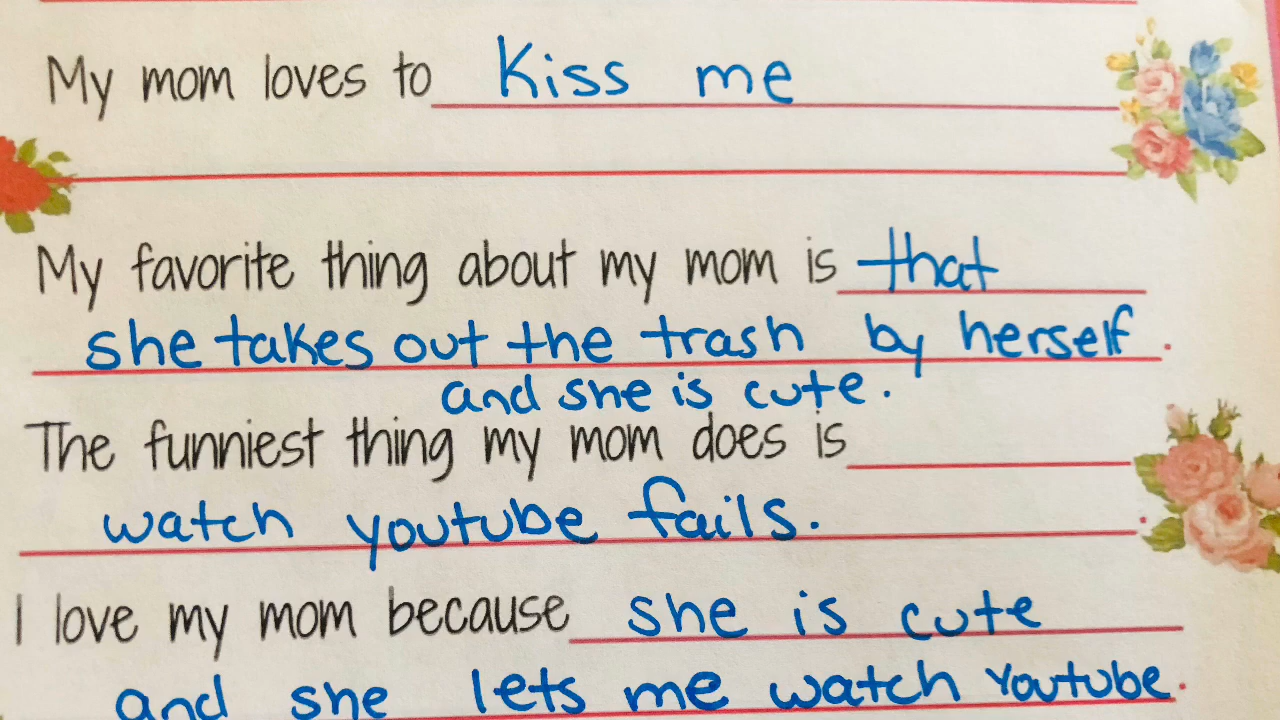 My mom loves to Kiss me
My favorite thing about my mom is that
she takes out the trash by herself.
and she is cute.
The funniest thing my mom does is
watch youtube fails.
I love my mom because she is cute
and she lets me watch Youtube.